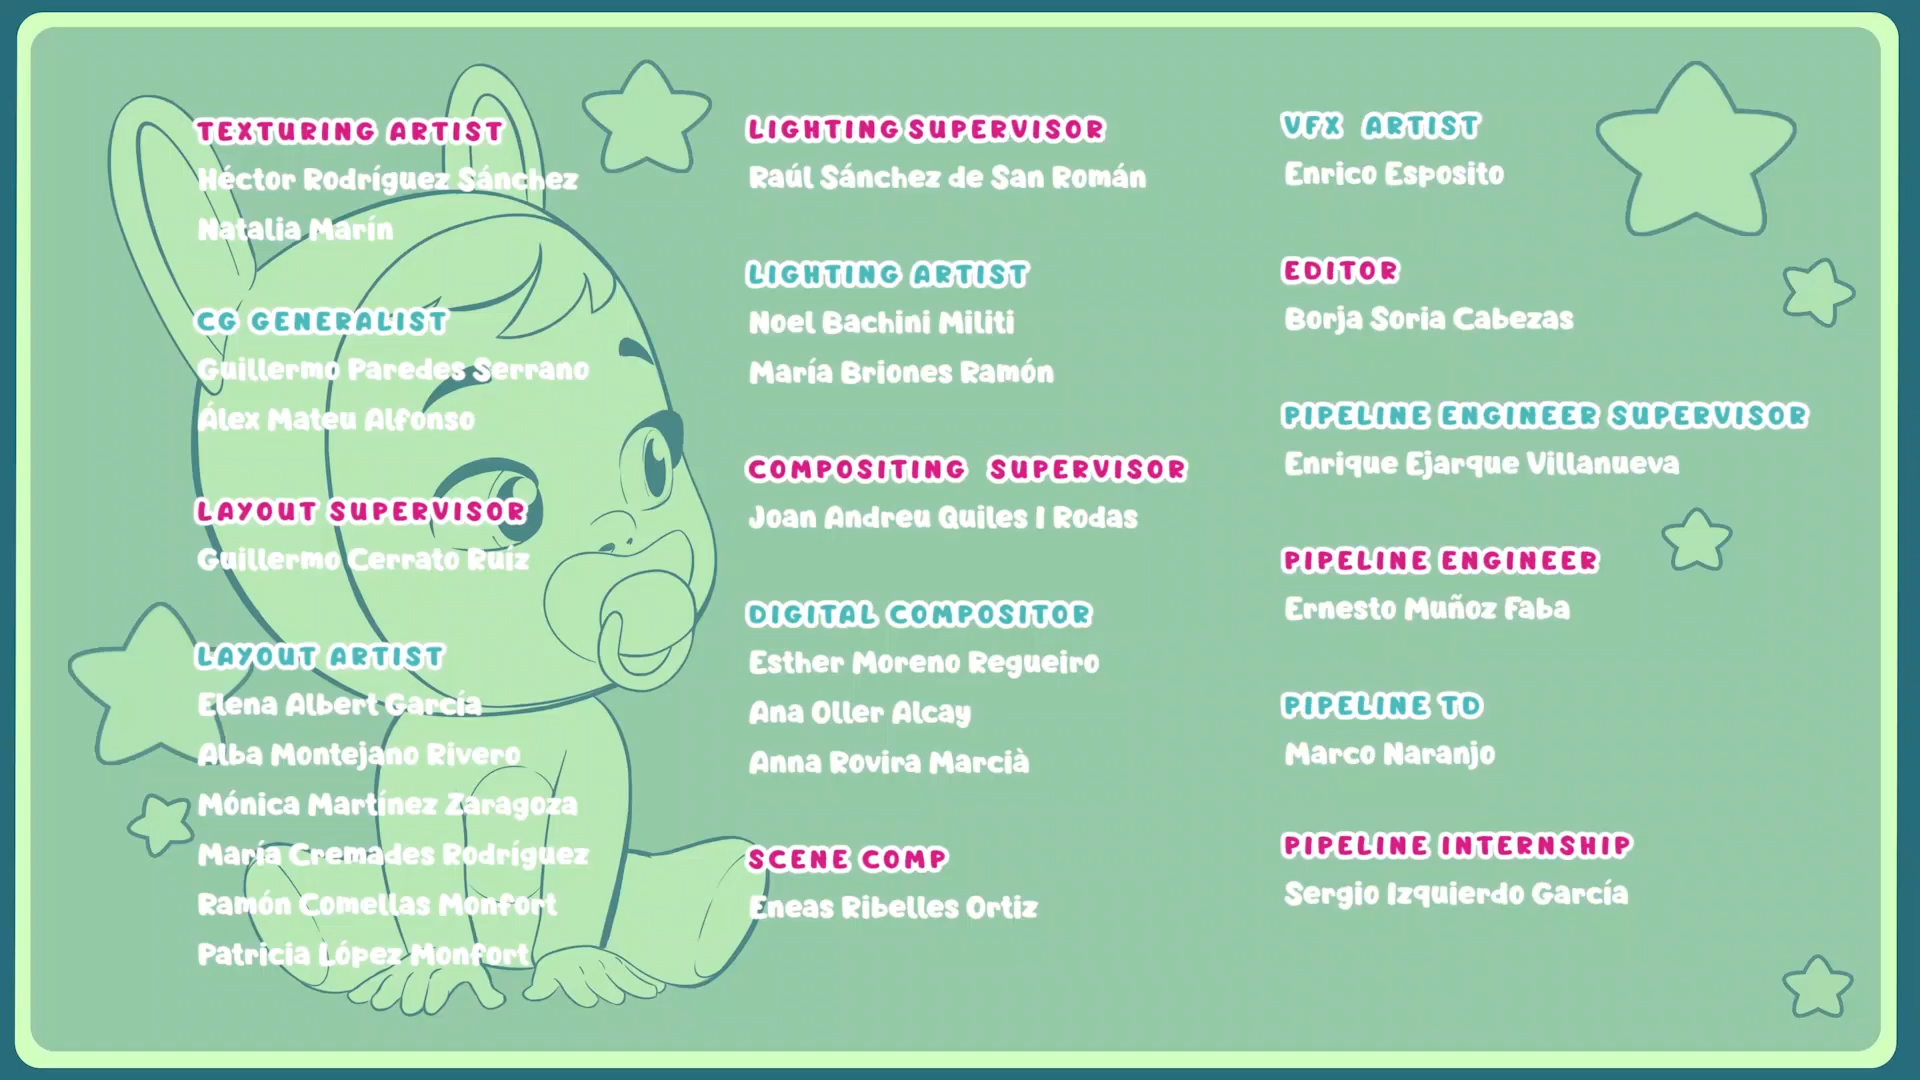 TEXTURING ARTIST
Héctor Rodríguez Sánchez
Natalia Marín
CG GENERALIST
Guillermo Paredes Serrano
Álex Mateu Alfonso
LAYOUT SUPERVISOR
Guillermo Cerrato Ruíz
LAYOUT ARTIST
Elena Albert García
Alba Montejano Rivero
Mónica Martínez Zaragoza
María Cremades Rodríguez
Ramón Comellas Monfort
Patricia López Monfort
LIGHTING SUPERVISOR
Raúl Sánchez de San Román
LIGHTING ARTIST
Noel Bachini Militi
María Briones Ramón
COMPOSITING SUPERVISOR
Joan Andreu Quiles I Rodas
DIGITAL COMPOSITOR
Esther Moreno Regueiro
Ana Oller Alcay
Anna Rovira Marcià
SCENE COMP
Eneas Ribelles Ortiz
VFX ARTIST
Enrico Esposito
EDITOR
Borja Soria Cabezas
PIPELINE ENGINEER SUPERVISOR
Enrique Ejarque Villanueva
PIPELINE ENGINEER
Ernesto Muñoz Faba
PIPELINE TD
Marco Naranjo
PIPELINE INTERNSHIP
Sergio Izquierdo García